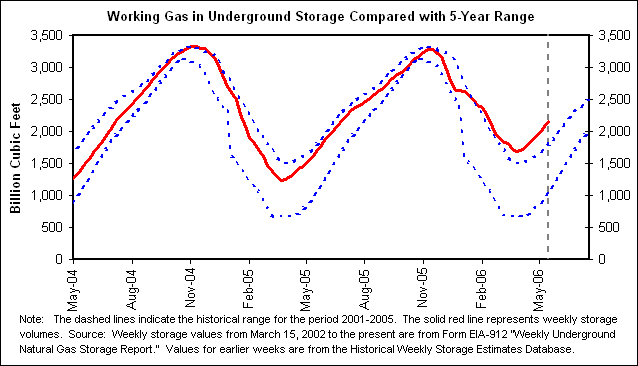 Working Gas in Underground Storage Compared with 5-Year Range
Billion Cubic Feet
3,500
3,000
2,500
2,000
1,500
1,000
500
0
3,500
3,000
2,500
2,000
1,500
1,000
500
0
May-04
Aug-04
Nov-04
Feb-05
May-05
Aug-05
Nov-05
Feb-06
May-06
Note: The dashed lines indicate the historical range for the period 2001-2005. The solid red line represents weekly storage
volumes. Source: Weekly storage values from March 15, 2002 to the present are from Form EIA-912 "Weekly Underground
Natural Gas Storage Report." Values for earlier weeks are from the Historical Weekly Storage Estimates Database.